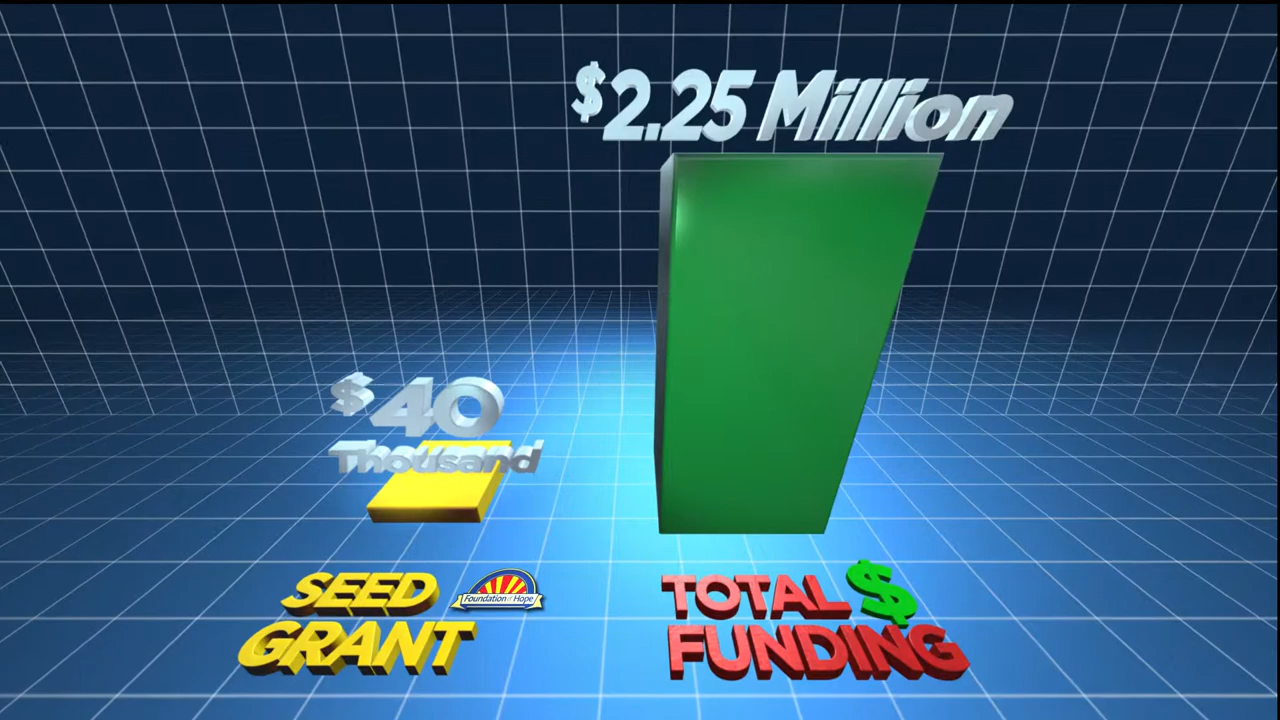 $2.25 Million
$40
Thousand
SEED
GRANT
Foundation of Hope
TOTAL $
FUNDING